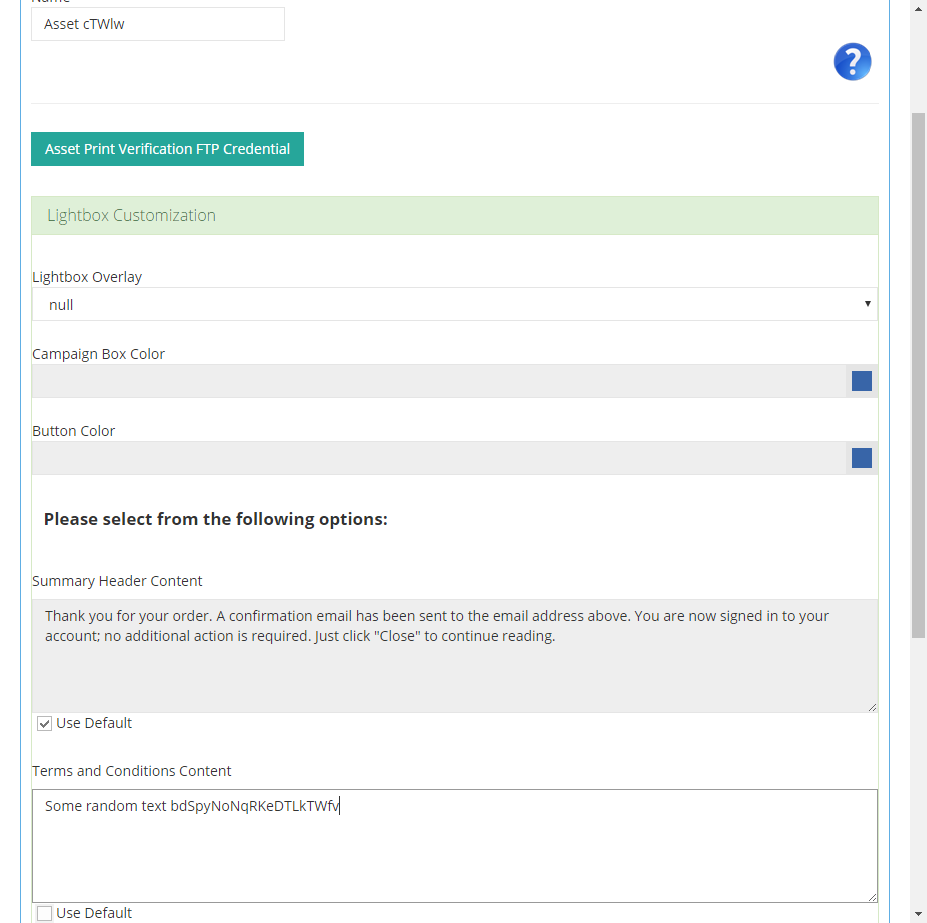 Name
Asset cTWlw
?
Asset Print Verification FTP Credential
Lightbox Customization
Lightbox Overlay
null
Campaign Box Color
Button Color
Please select from the following options:
Summary Header Content
Thank you for your order. A confirmation email has been sent to the email address above. You are now signed in to your
account; no additional action is required. Just click "Close" to continue reading.
Use Default
Terms and Conditions Content
Some random text bdSpyNoNqRKeDTLkTWfv
Use Default